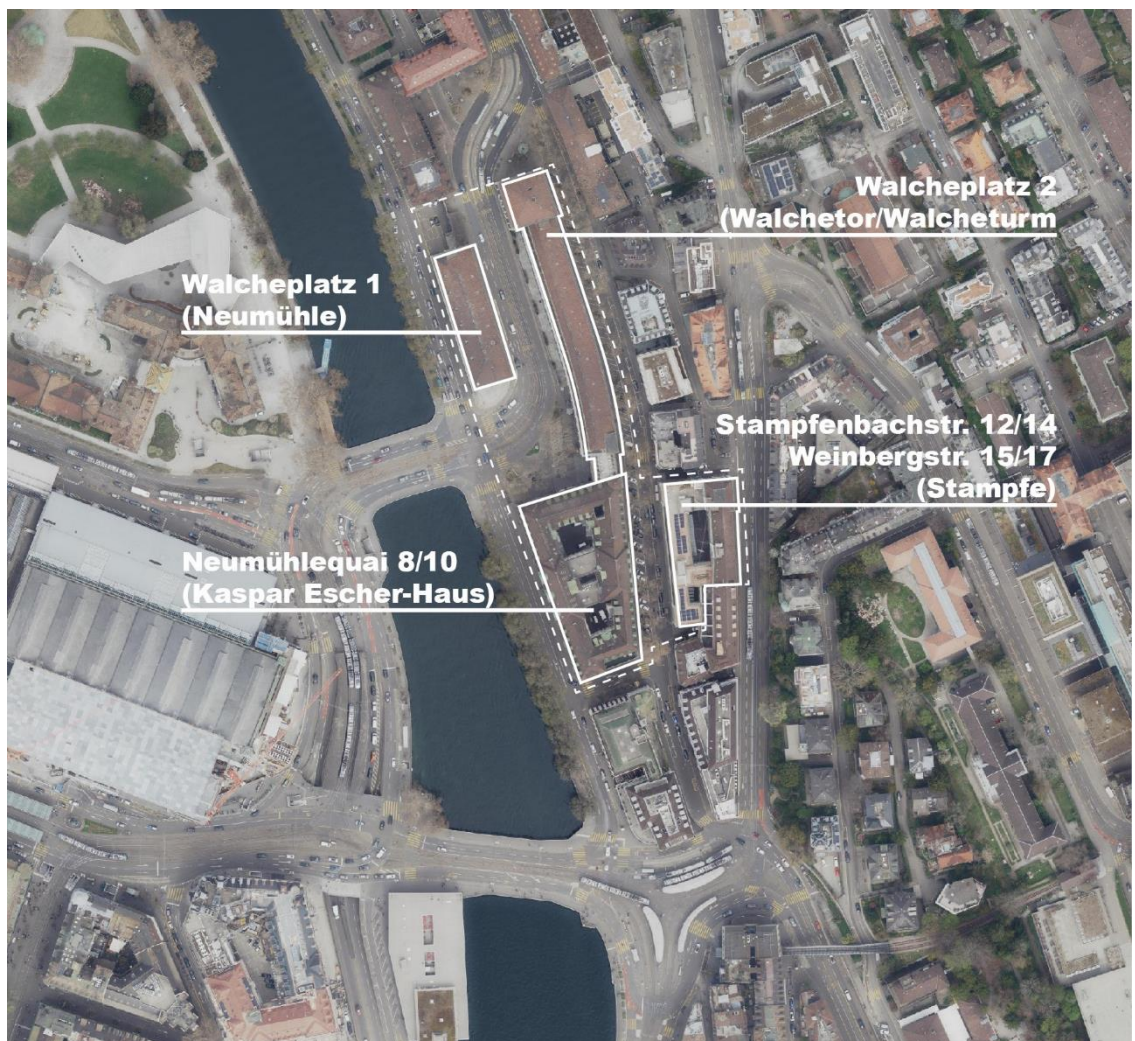 Walcheplatz 2
(Walchetor/Walcheturm
Walcheplatz 1
(Neumühle)
Stampfenbachstr. 12/14
Weinbergstr. 15/17
(Stampfe)
Neumühlequai 8/10
(Kaspar Escher-Haus)